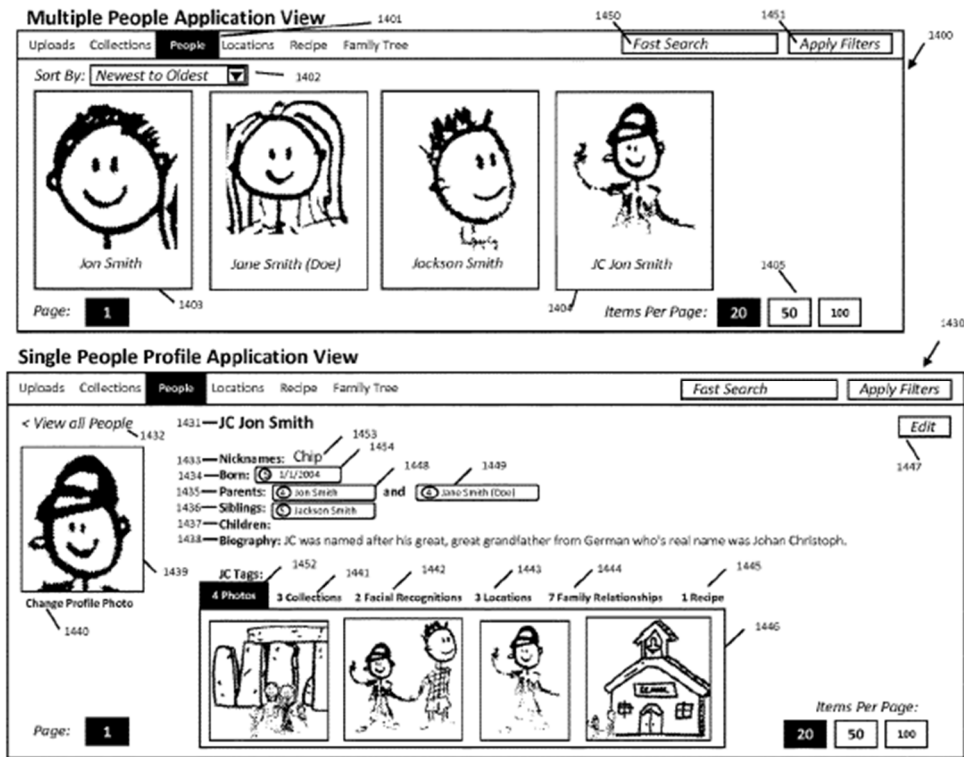 Multiple People Application View
1401
1450
1451
1400
Uploads Collections People Locations Recipe Family Tree Fast Search Apply Filters
Sort By: Newest to Oldest 1402
Jon Smith Jane Smith (Doe) Jackson Smith JC Jon Smith
1403 1404 1405
Page: 1 Items Per Page: 20 50 100
1430
Single People Profile Application View
Uploads Collections People Locations Recipe Family Tree Fast Search Apply Filters
< View all People 1432 1431 JC Jon Smith Edit
1447
1433 Nicknames: Chip 1453
1434 Born: 1/1/2004 1454
1435 Parents: Jon Smith 1448 and Jane Smith (Doe) 1449
1436 Siblings: Jackson Smith
1437 Children:
1438 Biography: JC was named after his great, great grandfather from German who's real name was Johan Christoph.
1439
JC Tags: 1452 1441 1442 1443 1444 1445
4 Photos 3 Collections 2 Facial Recognitions 3 Locations 7 Family Relationships 1 Recipe
Change Profile Photo
1440
1446
Items Per Page:
Page: 1 20 50 100